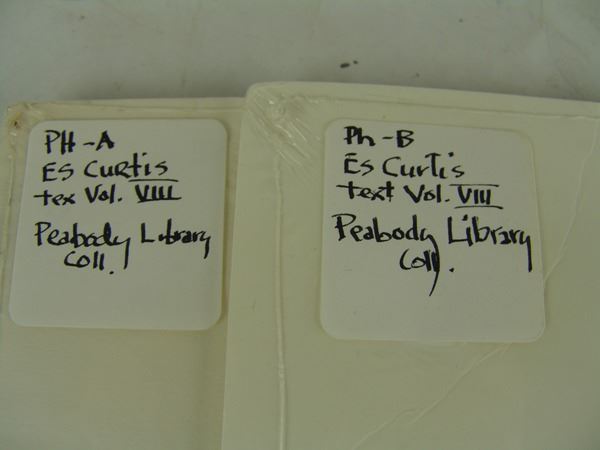 PH-A
ES Curtis
tex Vol. VIII
Peabody Library
Coll.
Ph-B
Es Curtis
text Vol. VIII
Peabody Library
Coll.